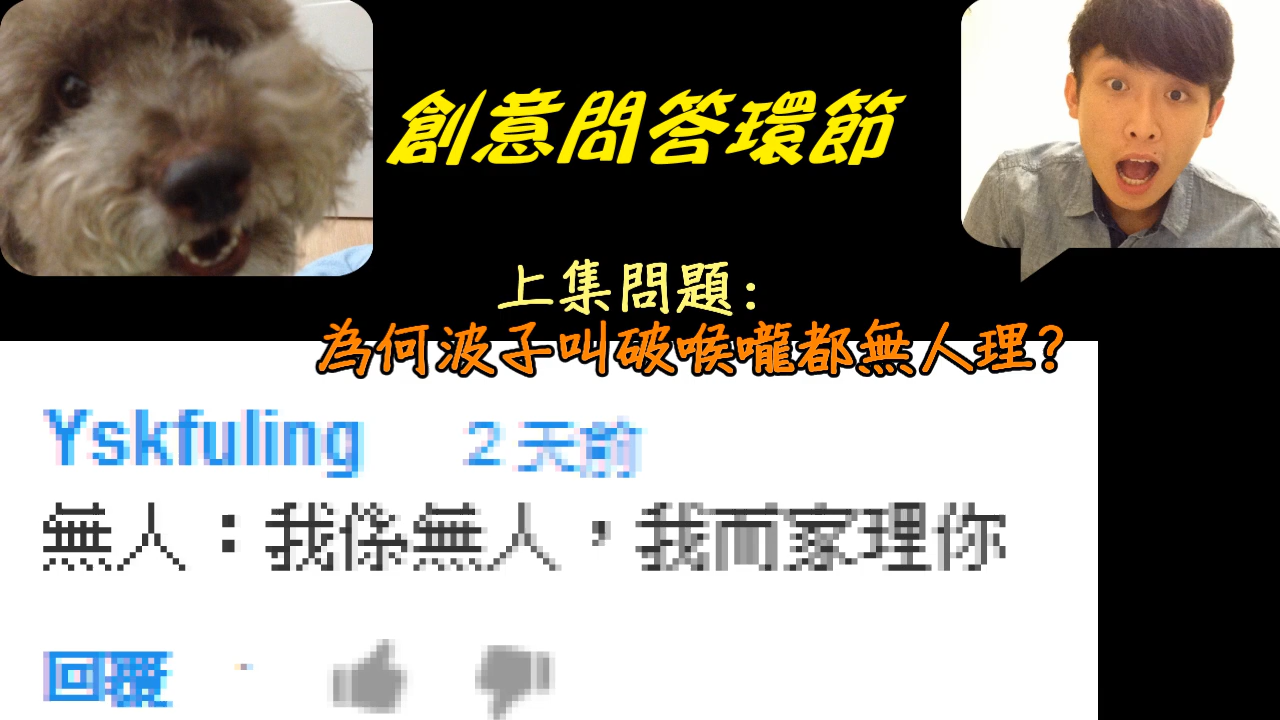 創意問答環節
上集問題:
為何波子叫破喉嚨都無人理?
Yskfuling 2 天前
無人：我係無人，我而家理你
回覆 ·